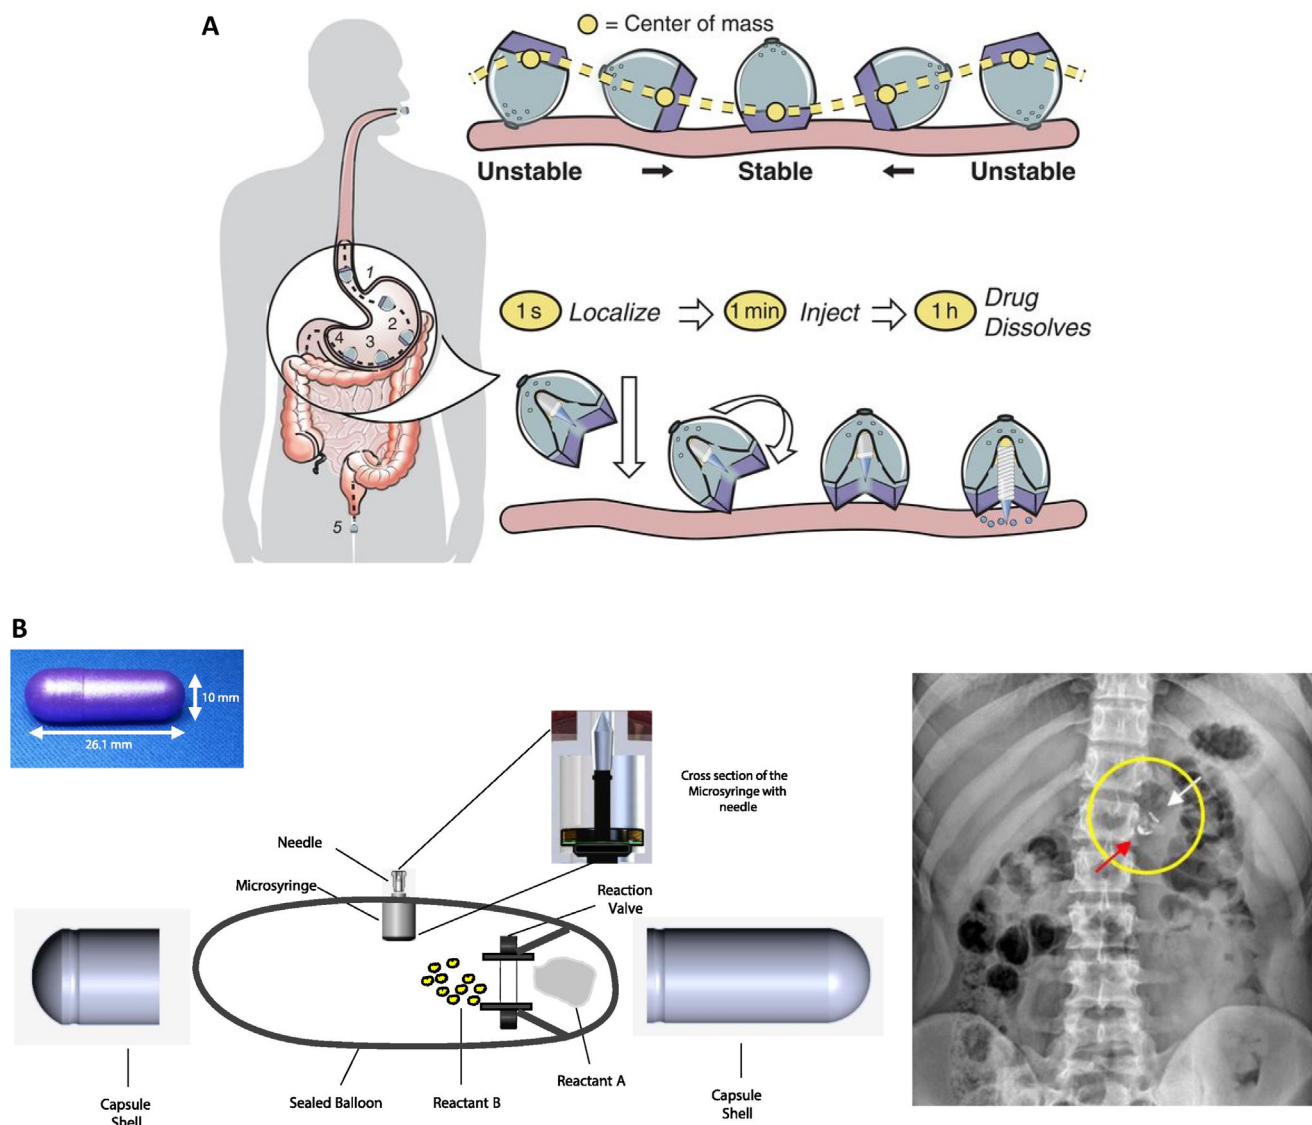 A
= Center of mass
Unstable
Stable
Unstable
1
2
3
4
5
1 s
Localize
1 min
Inject
1 h
Drug
Dissolves
B
10 mm
26.1 mm
Cross section of the
Microsyringe with
needle
Needle
Microsyringe
Reaction
Valve
Capsule
Shell
Sealed Balloon
Reactant B
Reactant A
Capsule
Shell